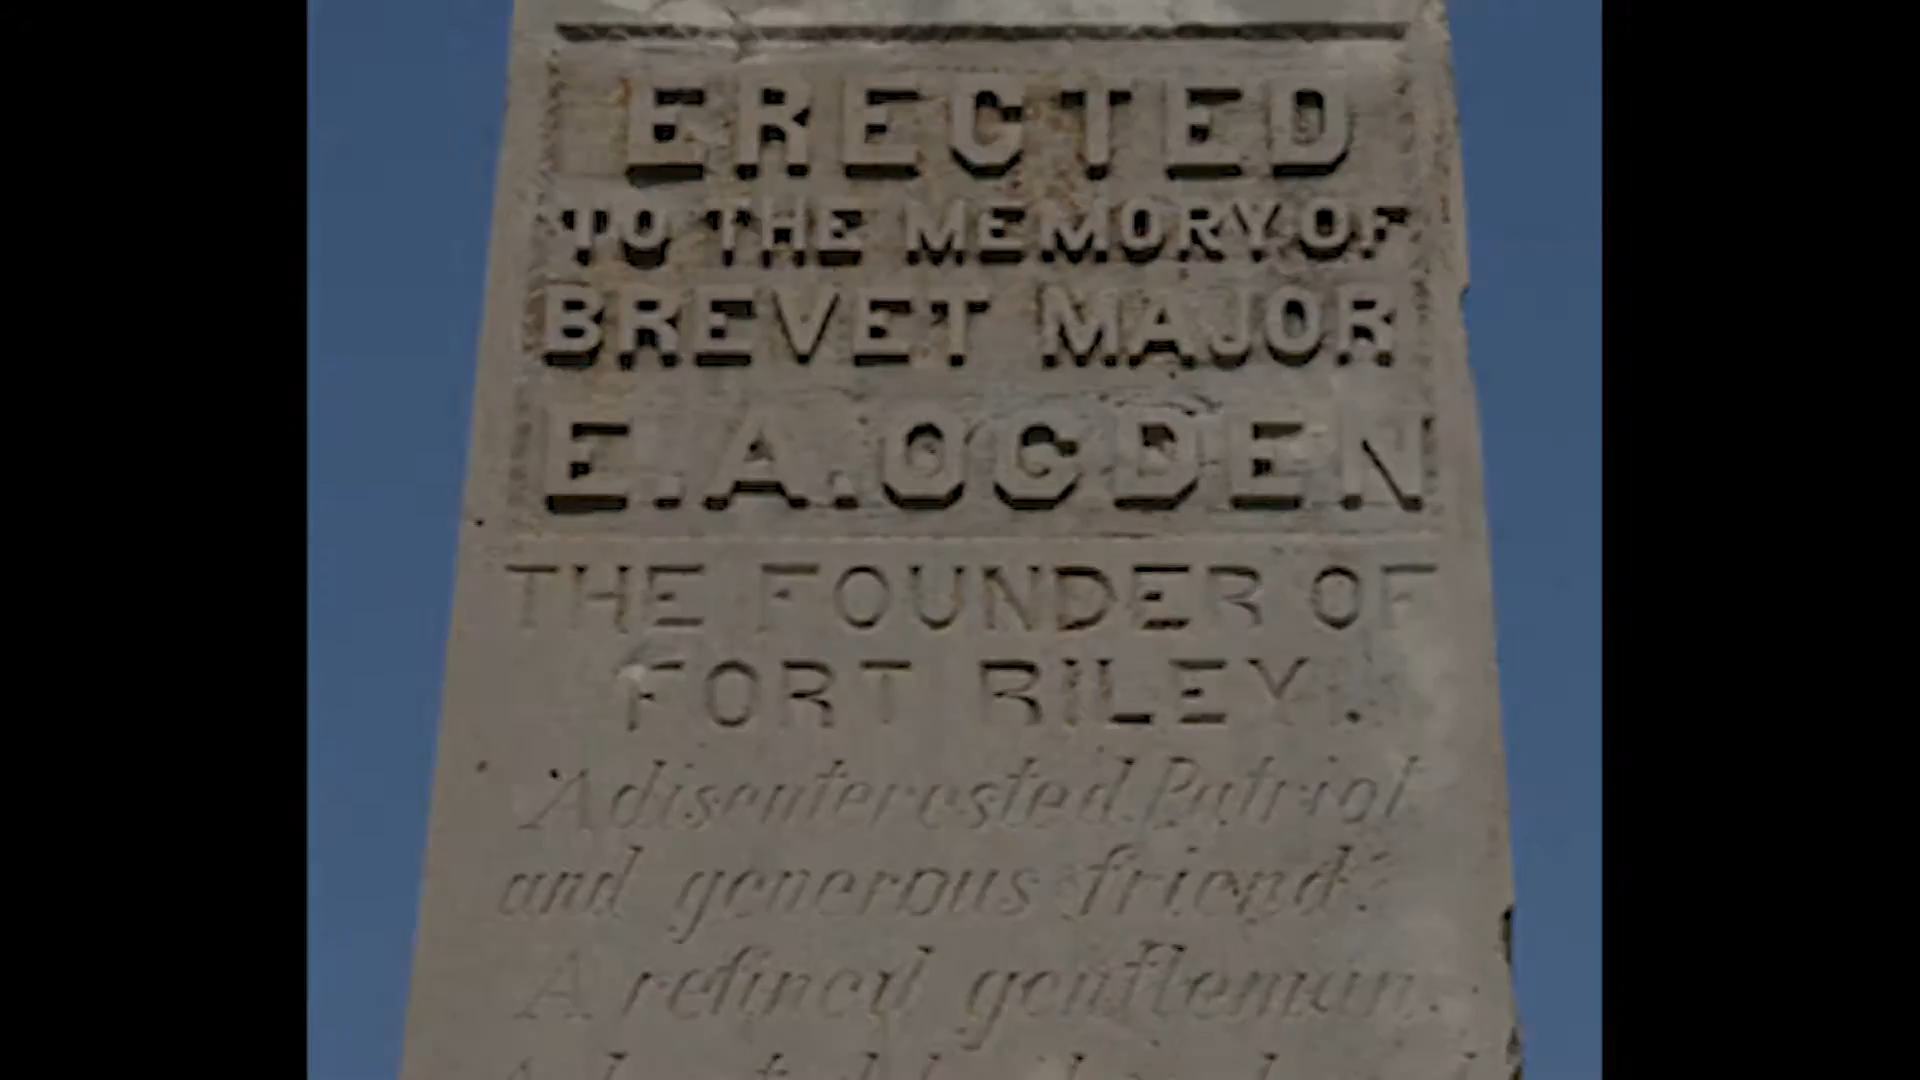 ERECTED
TO THE MEMORY OF
BREVET MAJOR
E.A.OGDEN
THE FOUNDER OF
FORT RILEY.
A disenterested Patriot
and generous friend.
A refined gentleman.